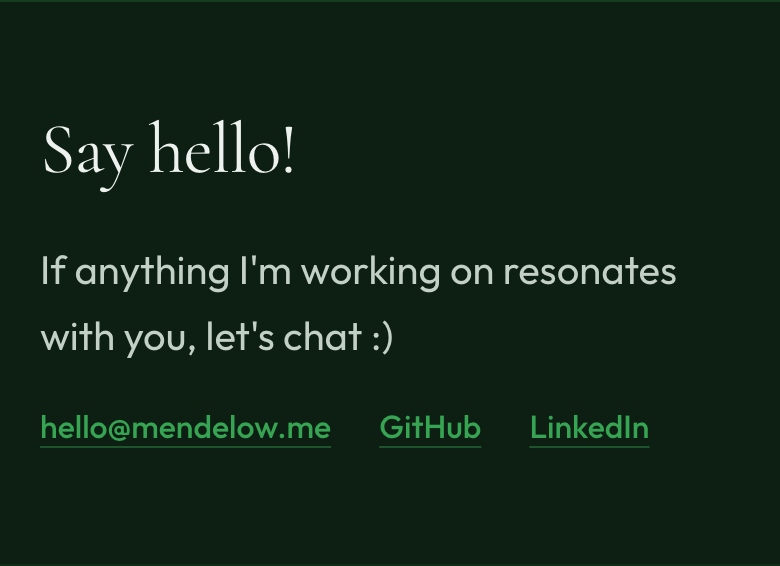 Say hello!
If anything I'm working on resonates
with you, let's chat :)
hello@mendelow.me GitHub LinkedIn